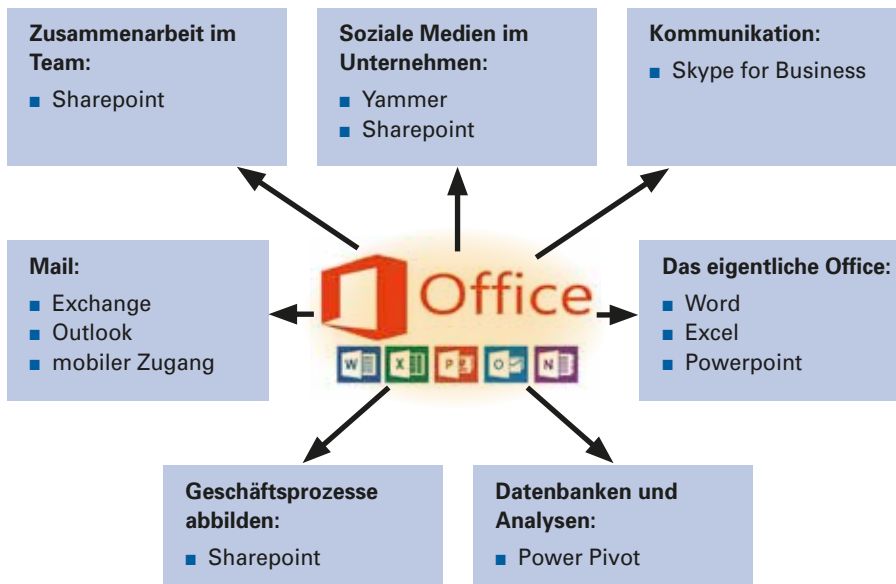 Zusammenarbeit im
Team:
■ Sharepoint
Soziale Medien im
Unternehmen:
■ Yammer
■ Sharepoint
Kommunikation:
■ Skype for Business
Mail:
■ Exchange
■ Outlook
■ mobiler Zugang
Office
W X P O N
Das eigentliche Office:
■ Word
■ Excel
■ Powerpoint
Geschäftsprozesse
abbilden:
■ Sharepoint
Datenbanken und
Analysen:
■ Power Pivot